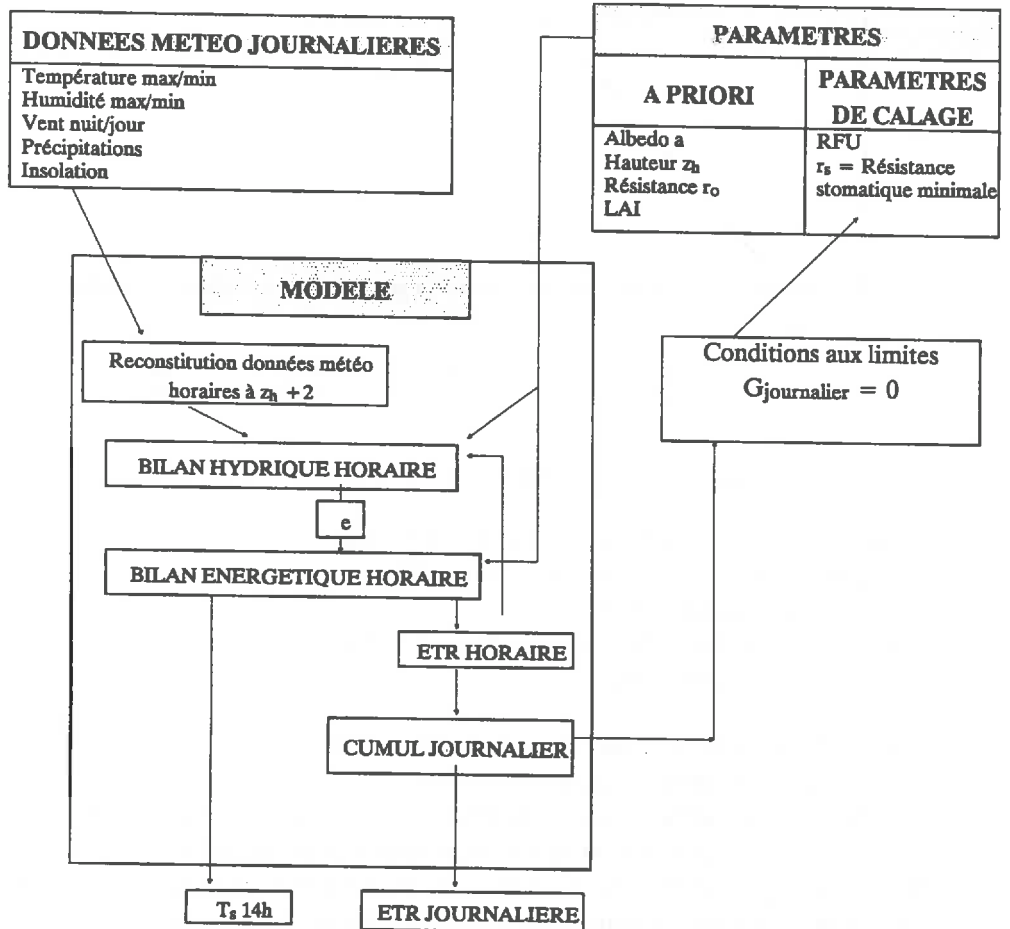 DONNEES METEO JOURNALIERES
Température max/min
Humidité max/min
Vent nuit/jour
Précipitations
Insolation
PARAMETRES
A PRIORI
Albedo a
Hauteur zh
Résistance ro
LAI
PARAMETRES
DE CALAGE
RFU
rs = Résistance
stomatique minimale
MODELE
Reconstitution données météo
horaires à zh +2
Conditions aux limites
Gjournalier = 0
BILAN HYDRIQUE HORAIRE
e
BILAN ENERGETIQUE HORAIRE
ETR HORAIRE
CUMUL JOURNALIER
Ts 14h
ETR JOURNALIERE